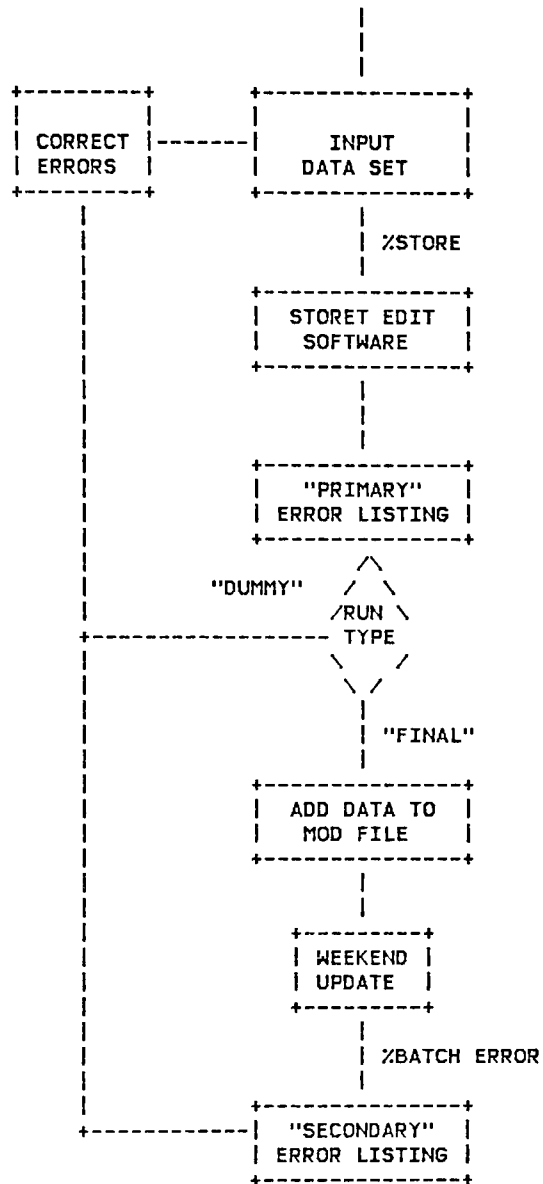 CORRECT
ERRORS
INPUT
DATA SET
%STORE
STORET EDIT
SOFTWARE
"PRIMARY"
ERROR LISTING
"DUMMY"
RUN
TYPE
"FINAL"
ADD DATA TO
MOD FILE
WEEKEND
UPDATE
%BATCH ERROR
"SECONDARY"
ERROR LISTING